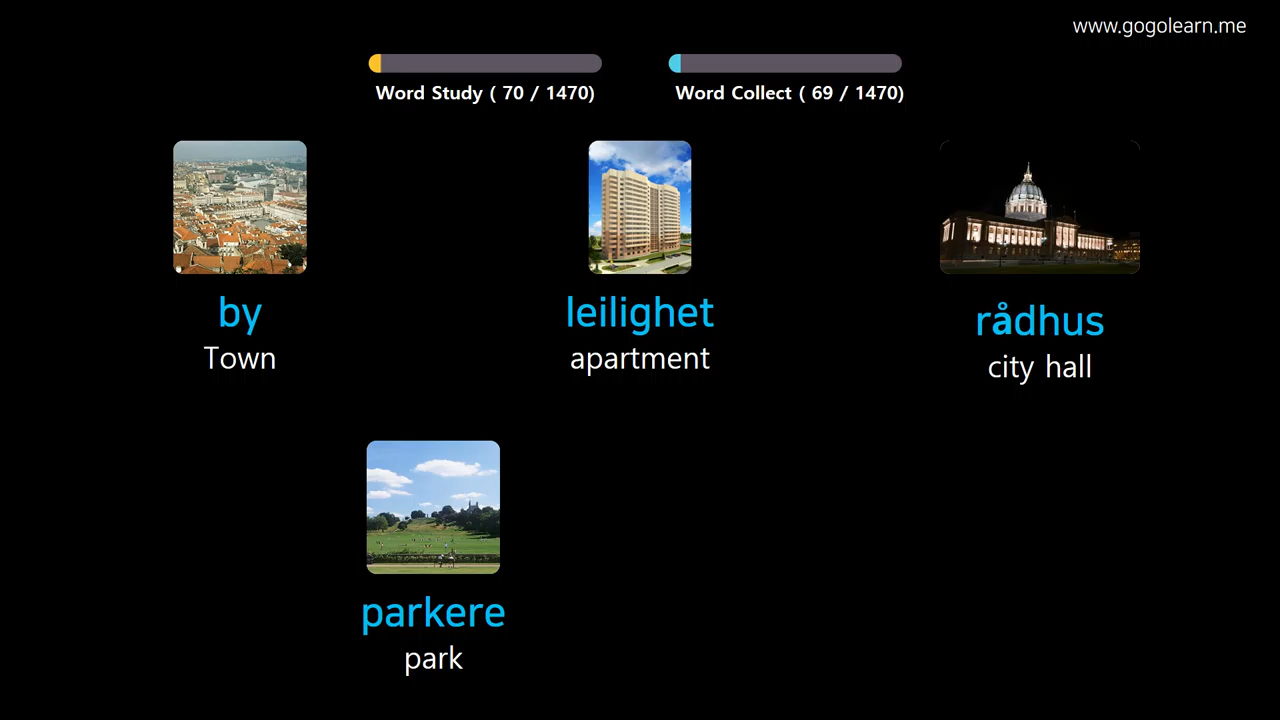 www.gogolearn.me
Word Study ( 70 / 1470)
Word Collect ( 69 / 1470)
by
Town
leilighet
apartment
rådhus
city hall
parkere
park